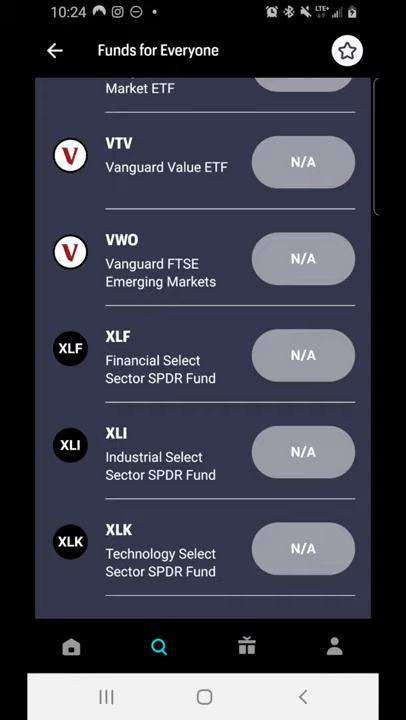 10:24
LTE+
Funds for Everyone
Market ETF
V
VTV
Vanguard Value ETF
N/A
V
VWO
Vanguard FTSE
Emerging Markets
N/A
XLF
XLF
Financial Select
Sector SPDR Fund
N/A
XLI
XLI
Industrial Select
Sector SPDR Fund
N/A
XLK
XLK
Technology Select
Sector SPDR Fund
N/A